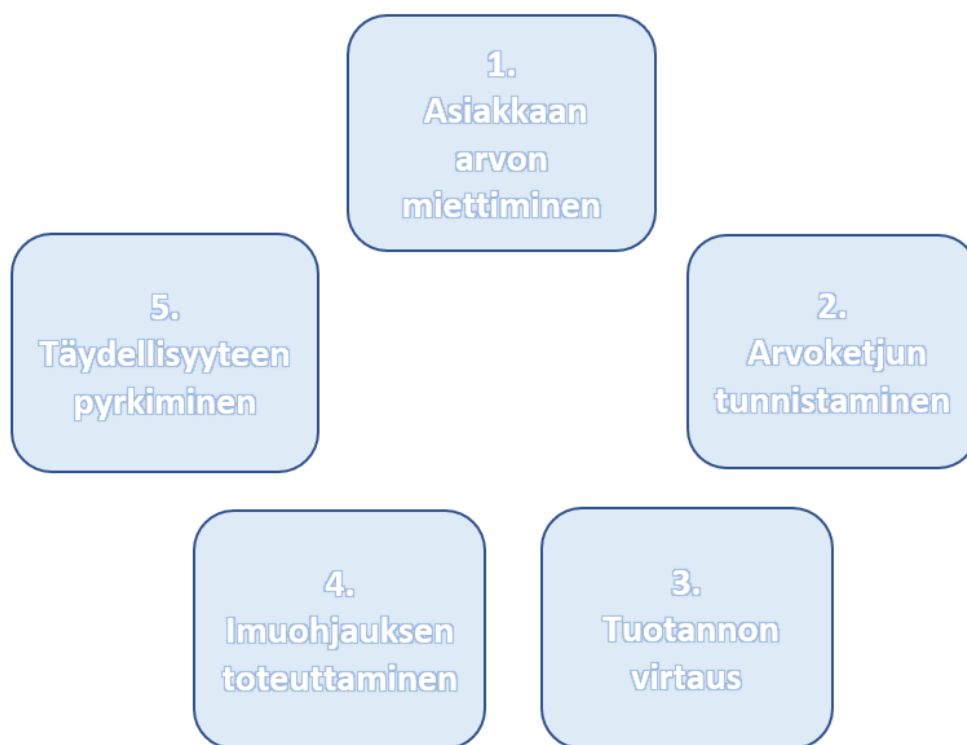 1.
Asiakkaan
arvon
miettiminen
2.
Arvoketjun
tunnistaminen
3.
Tuotannon
virtaus
4.
Imuohjauksen
toteuttaminen
5.
Täydellisyyteen
pyrkiminen